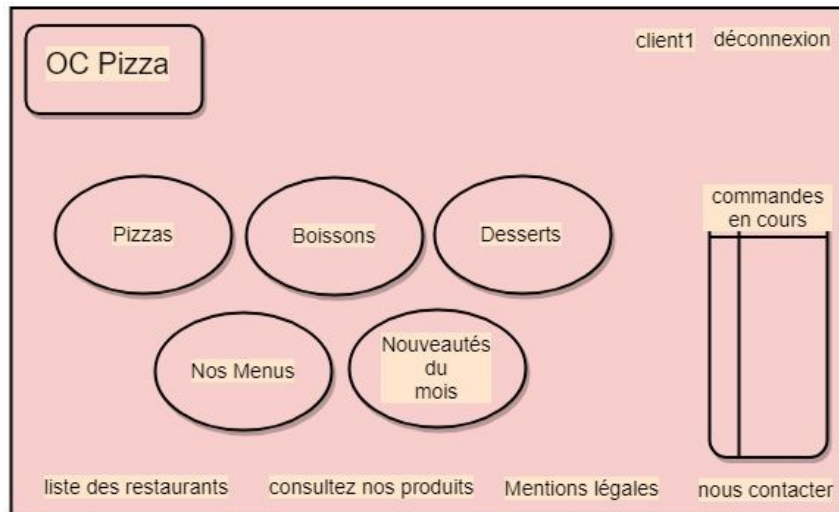 OC Pizza
client1 déconnexion
Pizzas
Boissons
Desserts
commandes
en cours
Nos Menus
Nouveautés
du
mois
liste des restaurants
consultez nos produits
Mentions légales
nous contacter